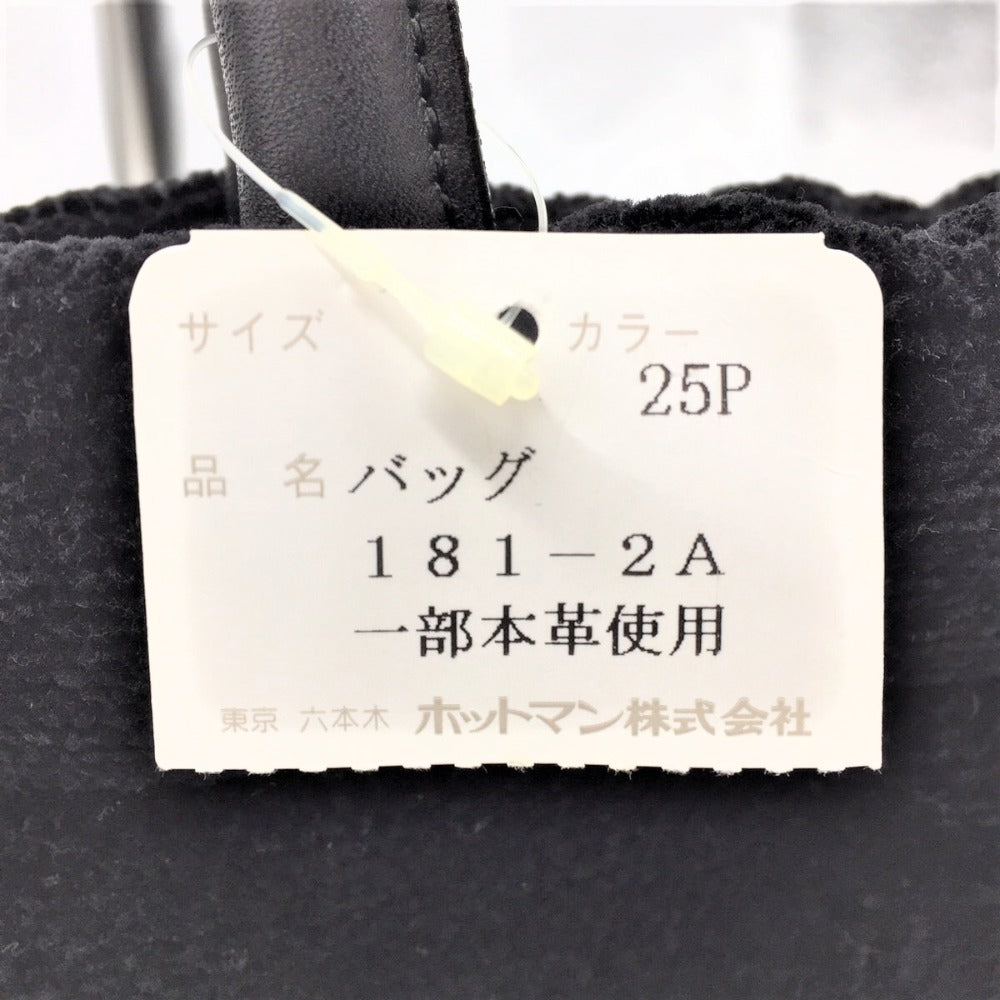 サイズ カラー
25P
品名 バッグ
181-2A
一部本革使用
東京 六本木 ホットマン株式会社